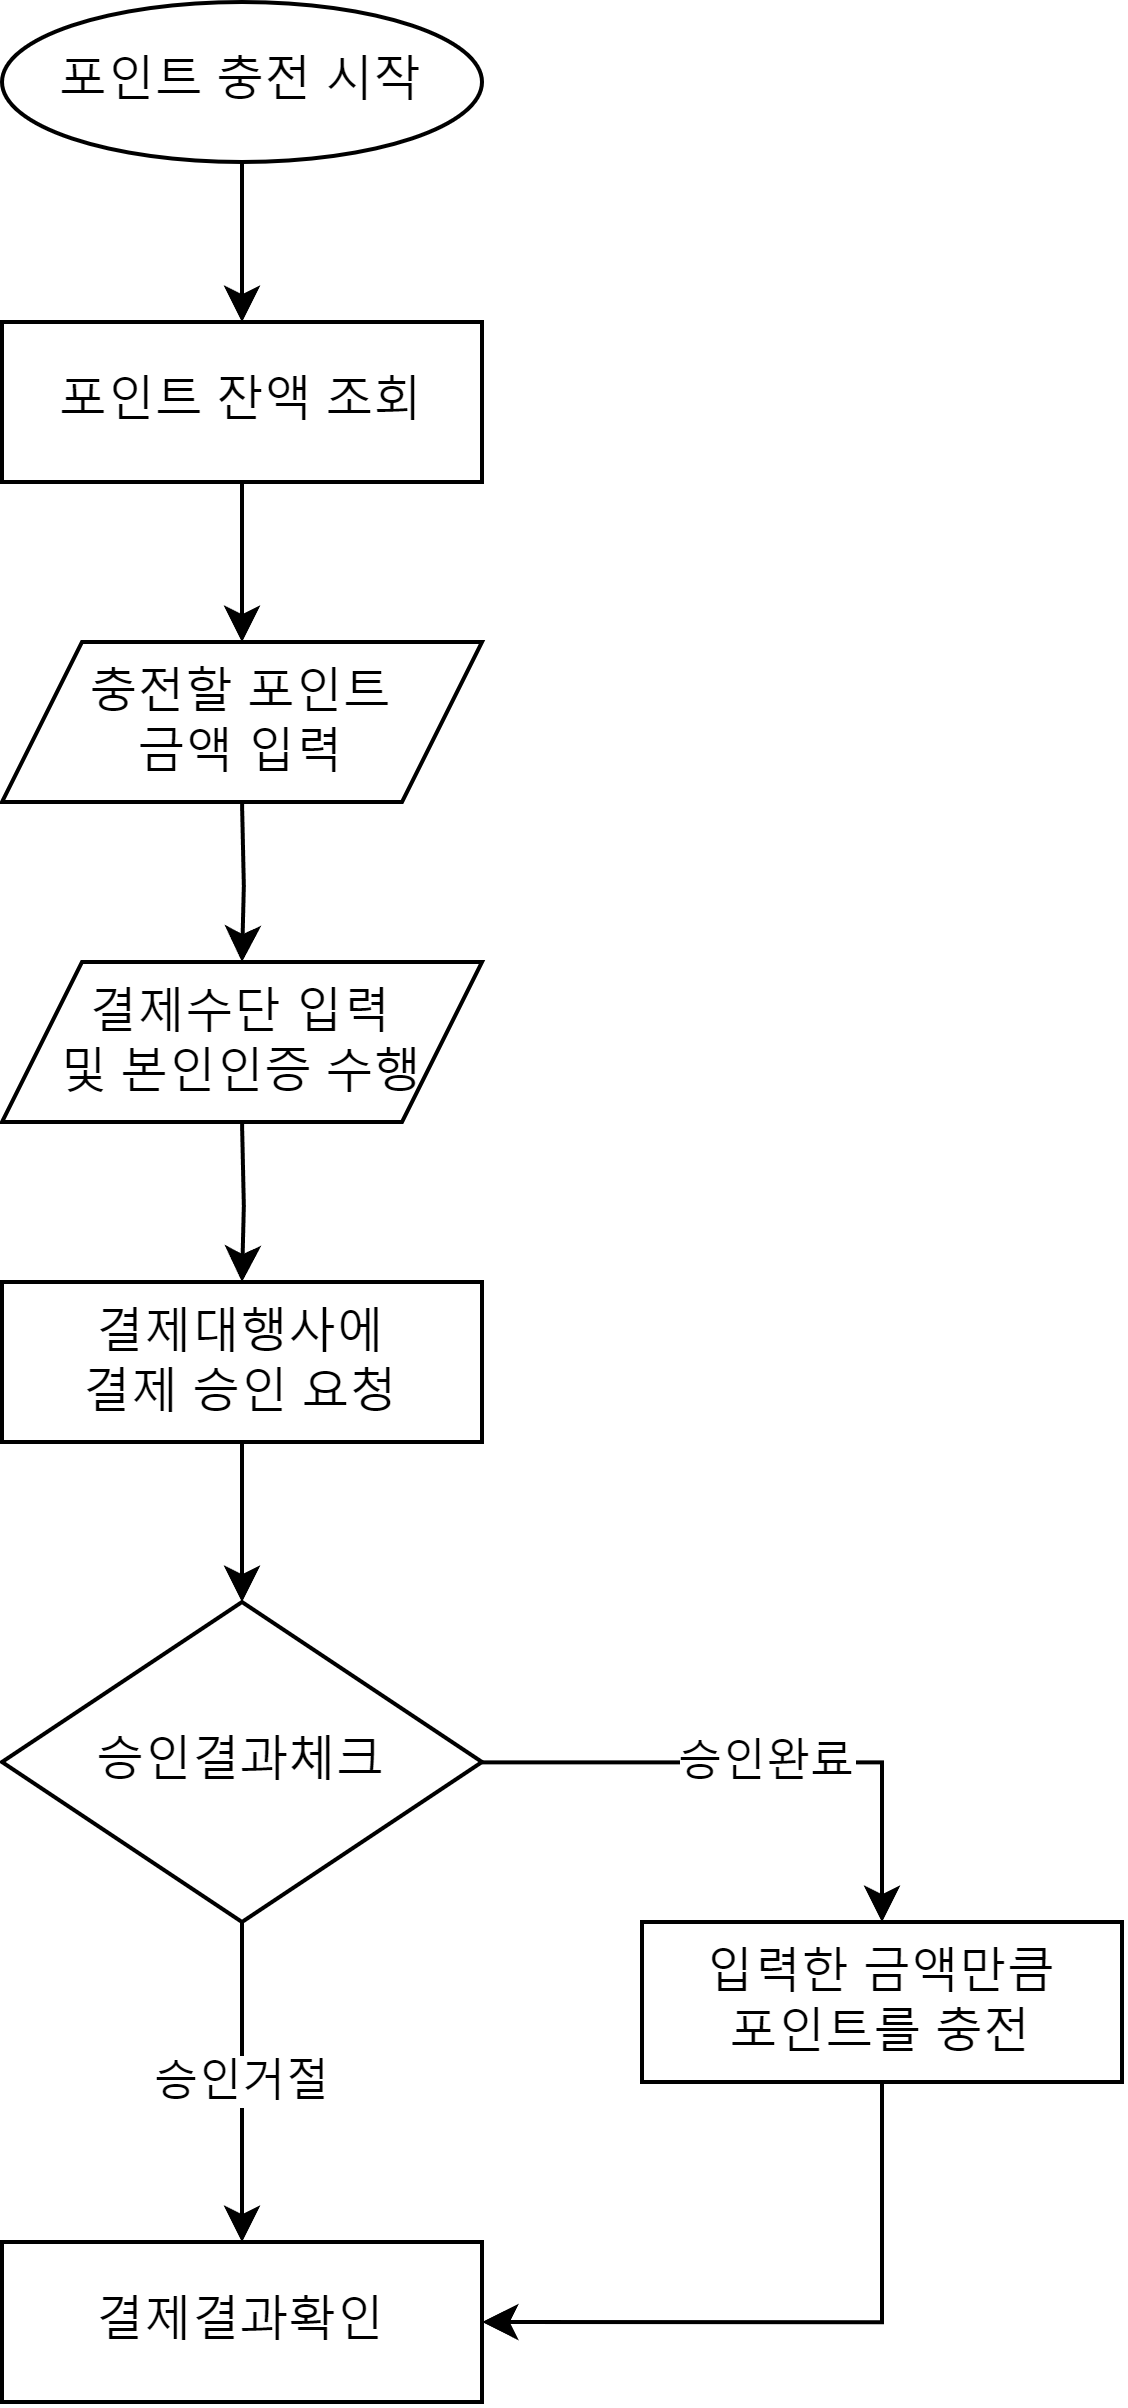 포인트 충전 시작
포인트 잔액 조회
충전할 포인트
금액 입력
결제수단 입력
및 본인인증 수행
결제대행사에
결제 승인 요청
승인결과체크
승인완료
입력한 금액만큼
포인트를 충전
승인거절
결제결과확인